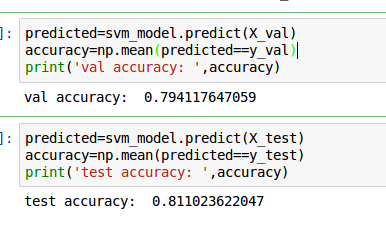 ]: predicted=svm_model.predict(X_val)
accuracy=np.mean(predicted==y_val)
print('val accuracy: ',accuracy)
val accuracy:  0.794117647059
]: predicted=svm_model.predict(X_test)
accuracy=np.mean(predicted==y_test)
print('test accuracy: ',accuracy)
test accuracy:  0.811023622047